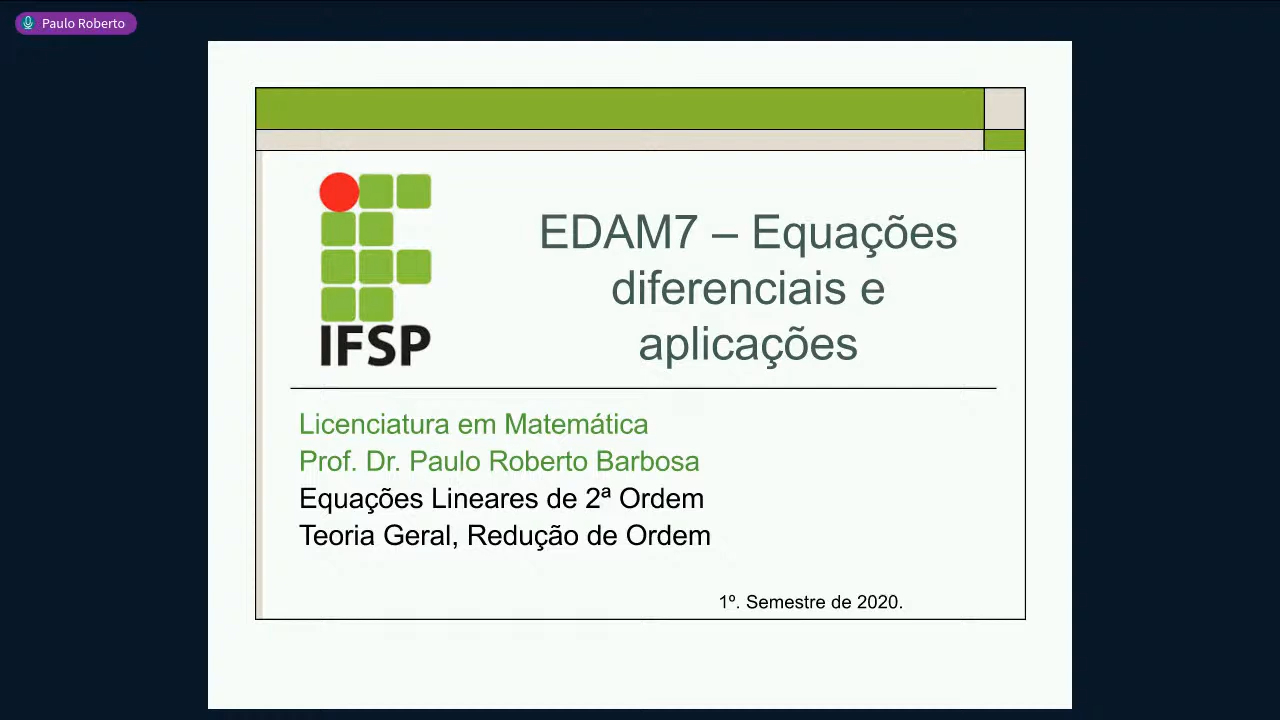 Paulo Roberto
IFSP
EDAM7 – Equações
diferenciais e
aplicações
Licenciatura em Matemática
Prof. Dr. Paulo Roberto Barbosa
Equações Lineares de 2ª Ordem
Teoria Geral, Redução de Ordem
1º. Semestre de 2020.